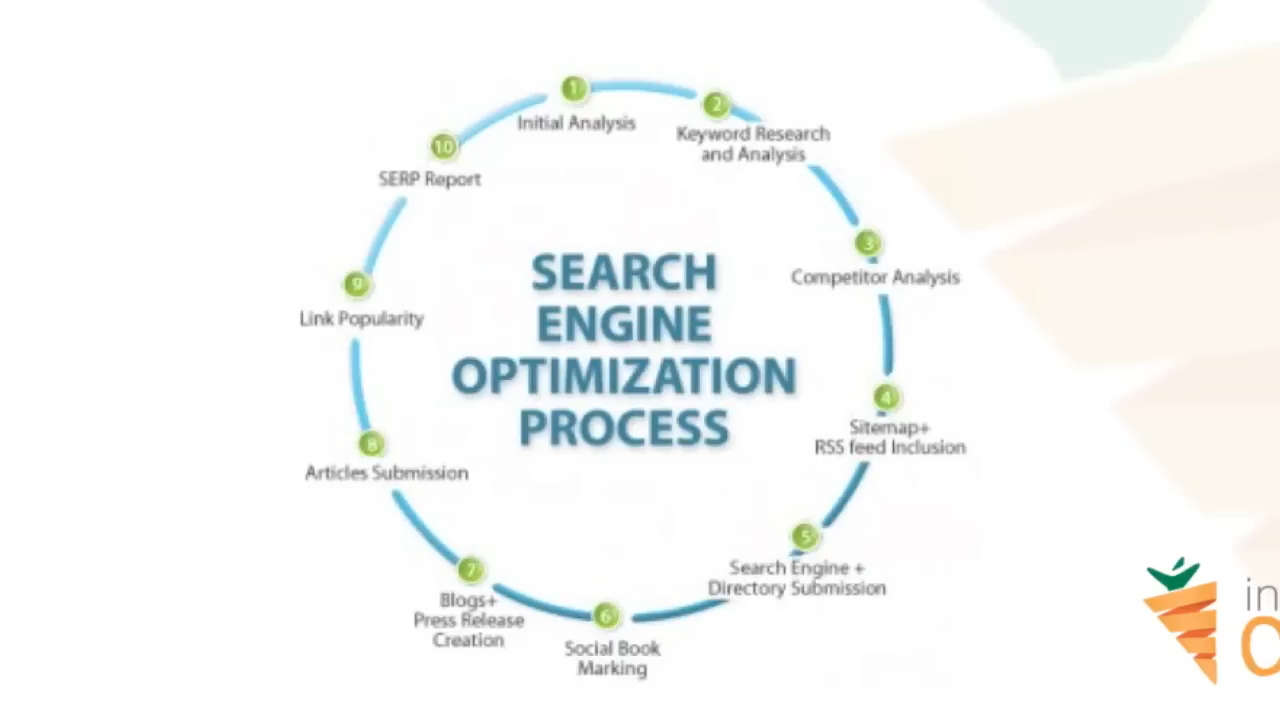 SEARCH
ENGINE
OPTIMIZATION
PROCESS
1
Initial Analysis
2
Keyword Research
and Analysis
3
Competitor Analysis
4
Sitemap+
RSS feed Inclusion
5
Search Engine +
Directory Submission
6
Social Book
Marking
7
Blogs+
Press Release
Creation
8
Articles Submission
9
Link Popularity
10
SERP Report
in